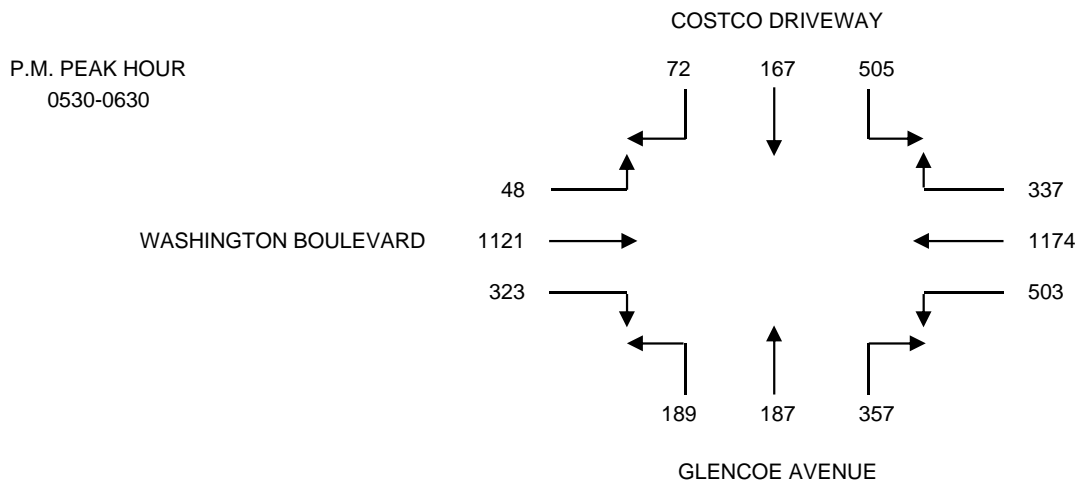 COSTCO DRIVEWAY
P.M. PEAK HOUR
0530-0630
72 167 505
48 337
WASHINGTON BOULEVARD 1121 1174
323 503
189 187 357
GLENCOE AVENUE